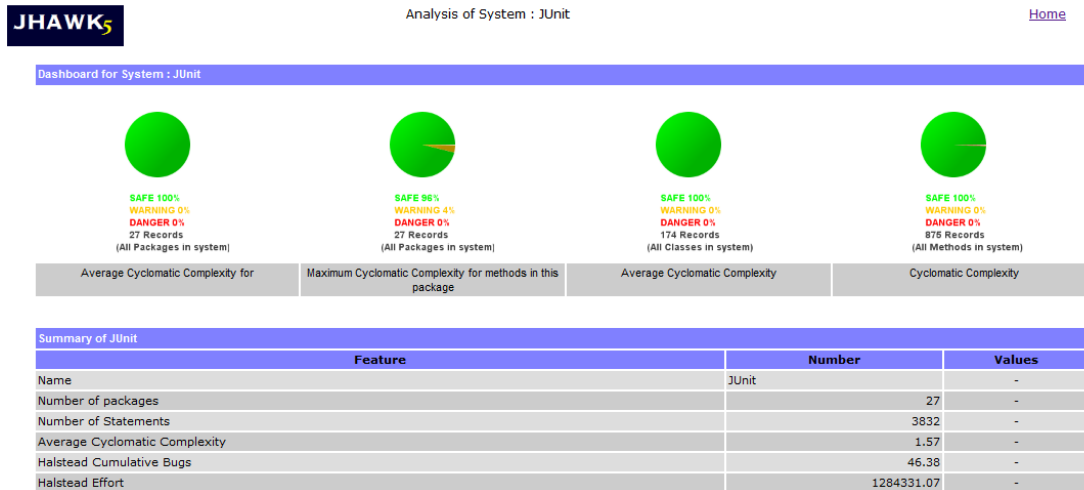 JHAWK5
Analysis of System : JUnit
Home
Dashboard for System : JUnit
SAFE 100%
WARNING 0%
DANGER 0%
27 Records
(All Packages in system)
SAFE 96%
WARNING 4%
DANGER 0%
27 Records
(All Packages in system)
SAFE 100%
WARNING 0%
DANGER 0%
174 Records
(All Classes in system)
SAFE 100%
WARNING 0%
DANGER 0%
875 Records
(All Methods in system)
Average Cyclomatic Complexity for
Maximum Cyclomatic Complexity for methods in this
package
Average Cyclomatic Complexity
Cyclomatic Complexity
Summary of JUnit
Feature Number Values
Name JUnit -
Number of packages 27 -
Number of Statements 3832 -
Average Cyclomatic Complexity 1.57 -
Halstead Cumulative Bugs 46.38 -
Halstead Effort 1284331.07 -